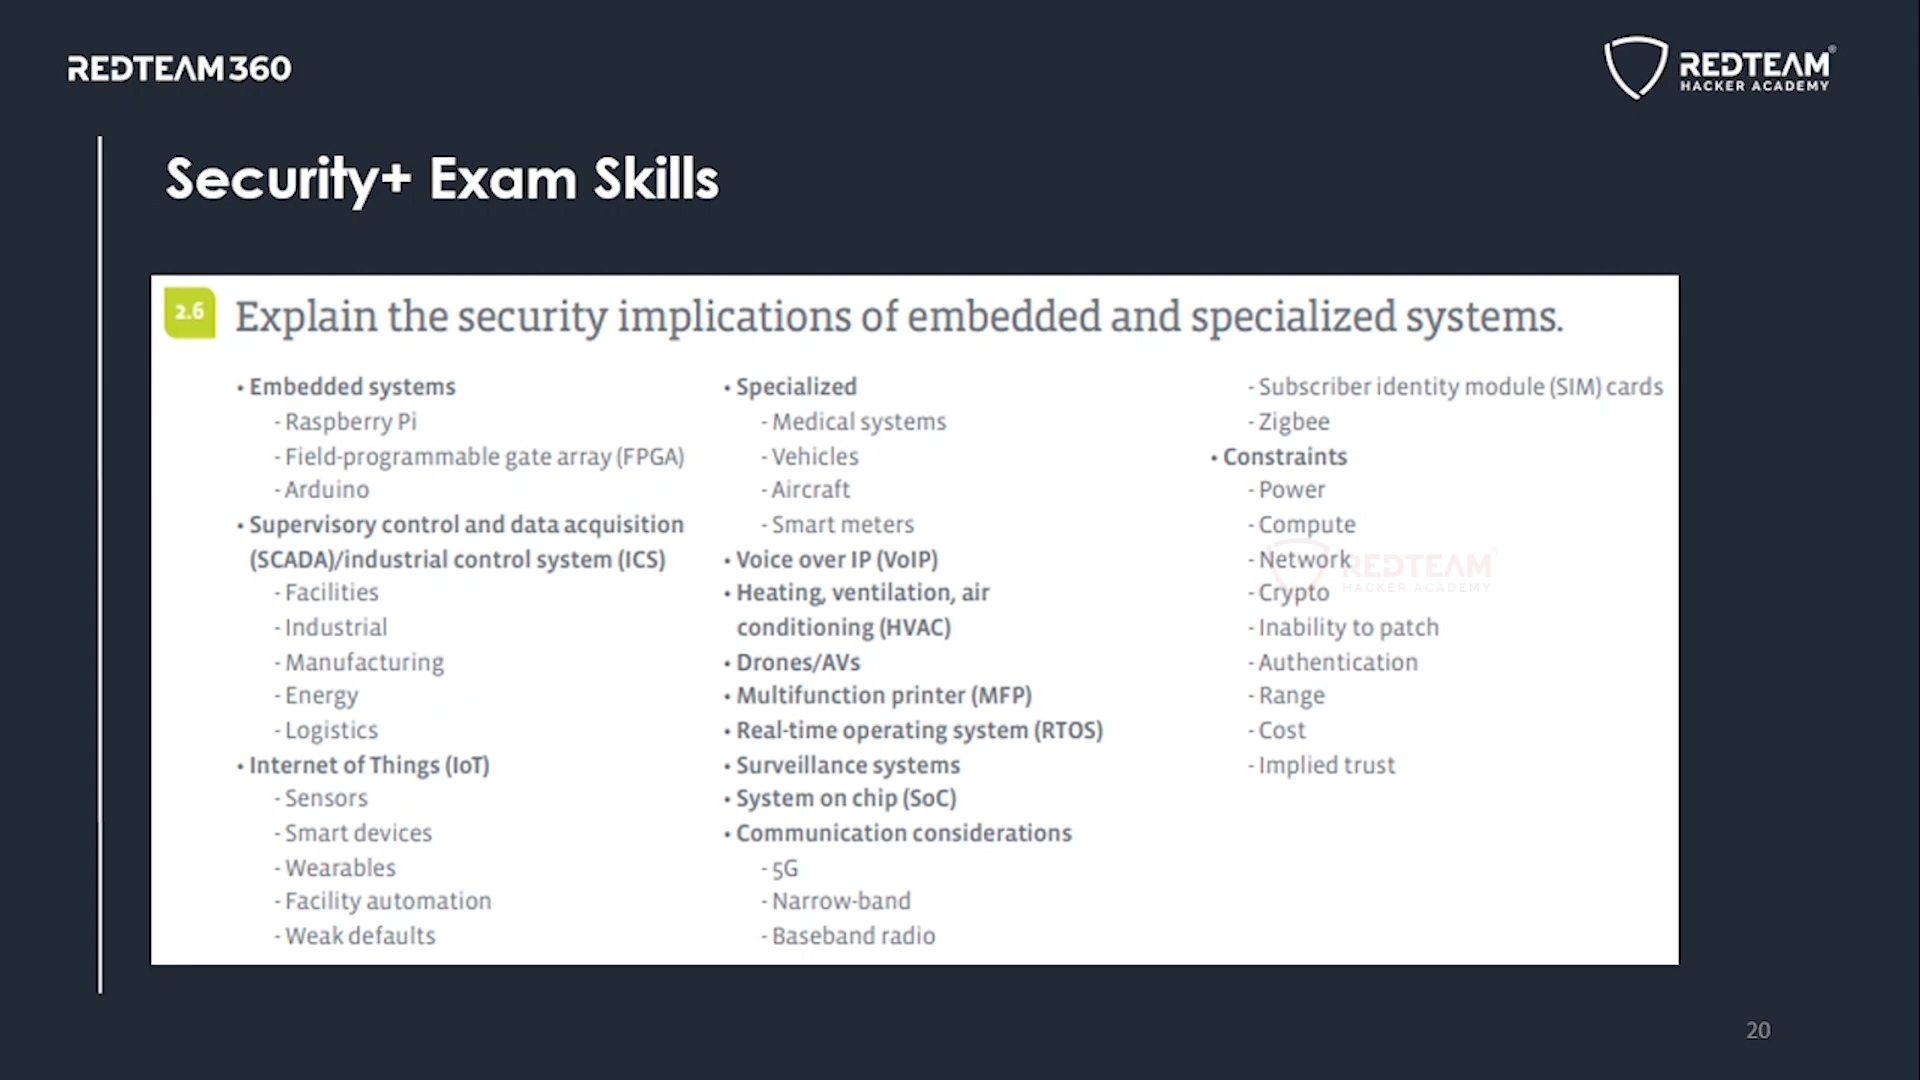 REDTEAM 360
REDTEAM®
HACKER ACADEMY
Security+ Exam Skills
2.6 Explain the security implications of embedded and specialized systems.
• Embedded systems
- Raspberry Pi
- Field-programmable gate array (FPGA)
- Arduino
• Supervisory control and data acquisition
(SCADA)/industrial control system (ICS)
- Facilities
- Industrial
- Manufacturing
- Energy
- Logistics
• Internet of Things (IoT)
- Sensors
- Smart devices
- Wearables
- Facility automation
- Weak defaults
• Specialized
- Medical systems
- Vehicles
- Aircraft
- Smart meters
• Voice over IP (VoIP)
• Heating, ventilation, air
conditioning (HVAC)
• Drones/AVs
• Multifunction printer (MFP)
• Real-time operating system (RTOS)
• Surveillance systems
• System on chip (SoC)
• Communication considerations
- 5G
- Narrow-band
- Baseband radio
- Subscriber identity module (SIM) cards
- Zigbee
• Constraints
- Power
- Compute
- Network
- Crypto
- Inability to patch
- Authentication
- Range
- Cost
- Implied trust
REDTEAM
HACKER ACADEMY
20